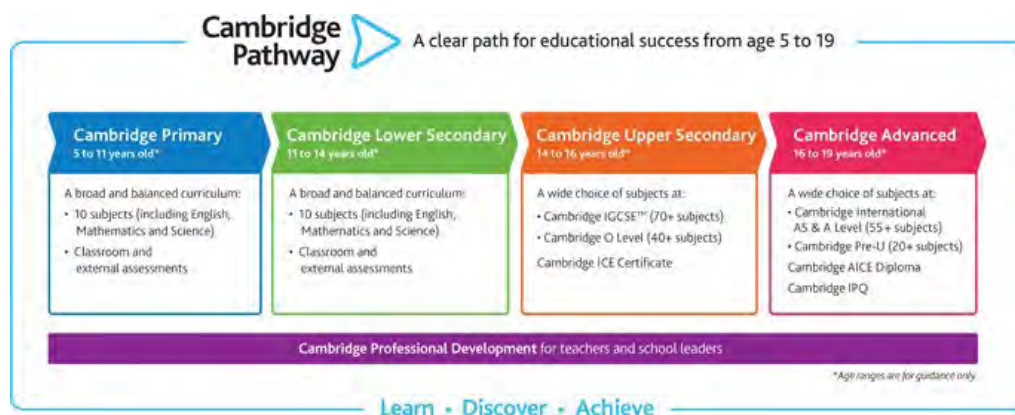 Cambridge
Pathway
A clear path for educational success from age 5 to 19
Cambridge Primary
5 to 11 years old*
A broad and balanced curriculum:
• 10 subjects (including English,
Mathematics and Science)
• Classroom and
external assessments
Cambridge Lower Secondary
11 to 14 years old*
A broad and balanced curriculum:
• 10 subjects (including English,
Mathematics and Science)
• Classroom and
external assessments
Cambridge Upper Secondary
14 to 16 years old*
A wide choice of subjects at:
• Cambridge IGCSE™ (70+ subjects)
• Cambridge O Level (40+ subjects)
Cambridge ICE Certificate
Cambridge Advanced
16 to 19 years old*
A wide choice of subjects at:
• Cambridge International
AS & A Level (55+ subjects)
• Cambridge Pre-U (20+ subjects)
Cambridge AICE Diploma
Cambridge IPQ
Cambridge Professional Development for teachers and school leaders
*Age ranges are for guidance only
Learn • Discover • Achieve